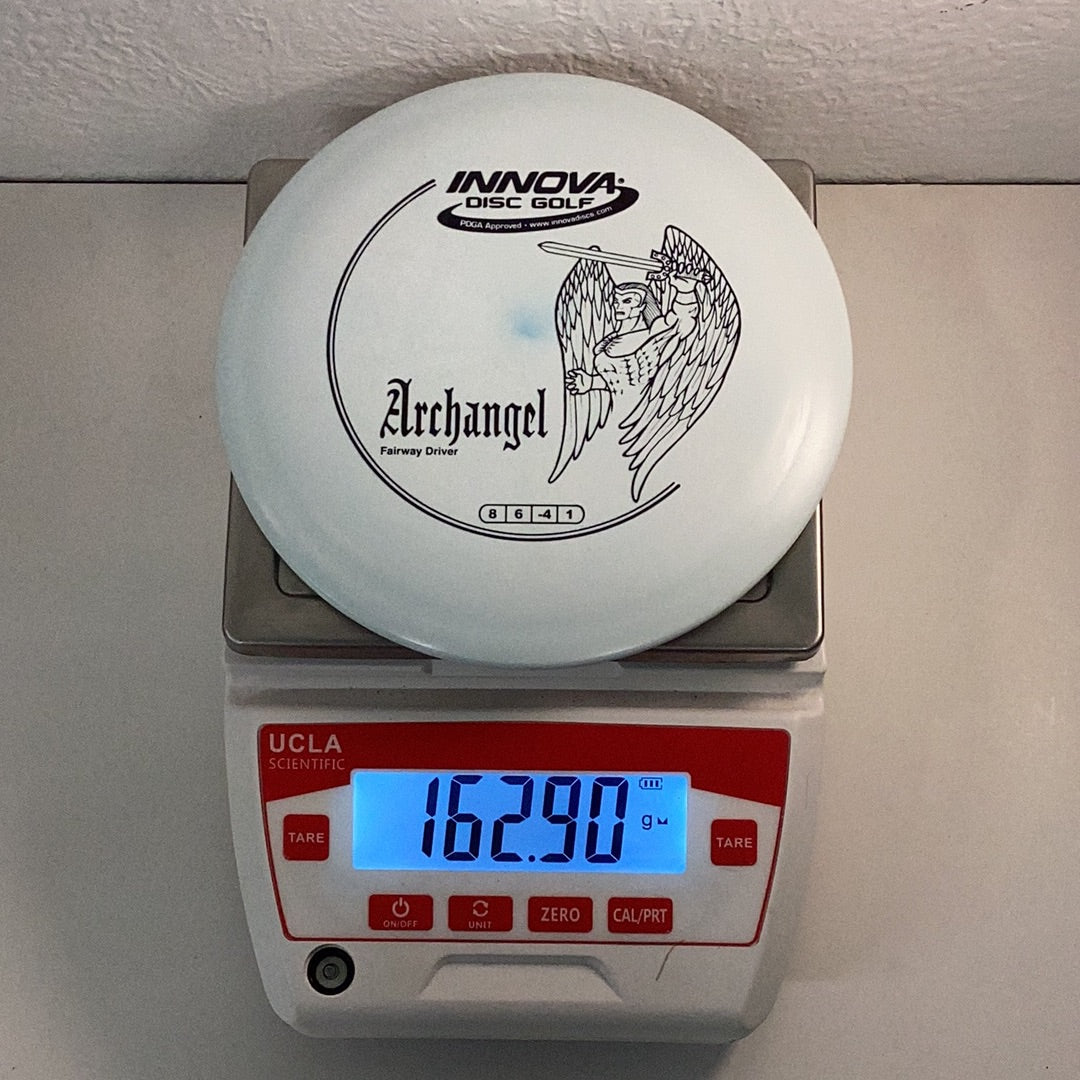 INNOVA®
DISC GOLF
PDGA Approved • www.innovadiscs.com
Archangel
Fairway Driver
8 6 -4 1
UCLA
SCIENTIFIC
162.90 g
TARE
TARE
ON/OFF
UNIT
ZERO
CAL/PRT